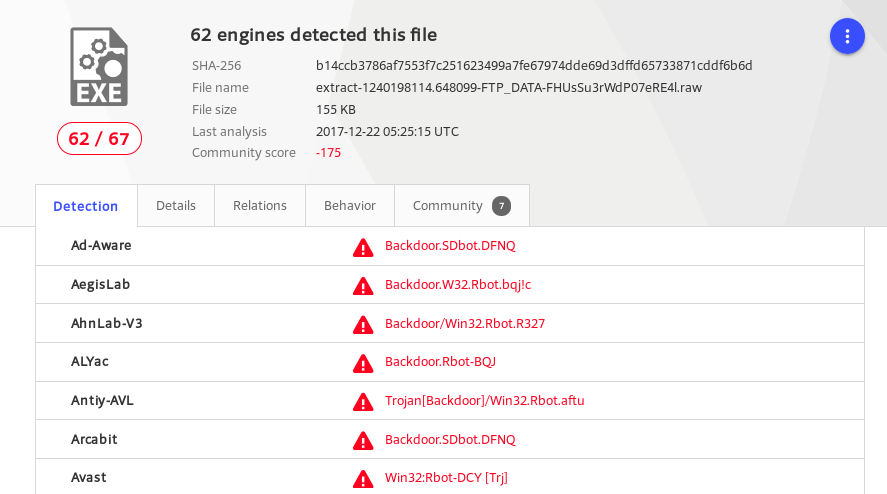 62 engines detected this file
SHA-256 b14ccb3786af7553f7c251623499a7fe67974dde69d3dffd65733871cddf6b6d
File name extract-1240198114.648099-FTP_DATA-FHUsSu3rWdP07eRE4l.raw
File size 155 KB
Last analysis 2017-12-22 05:25:15 UTC
Community score -175
EXE
62 / 67
Detection Details Relations Behavior Community 7
Ad-Aware Backdoor.SDbot.DFNQ
AegisLab Backdoor.W32.Rbot.bqj!c
AhnLab-V3 Backdoor/Win32.Rbot.R327
ALYac Backdoor.Rbot-BQJ
Antiy-AVL Trojan[Backdoor]/Win32.Rbot.aftu
Arcabit Backdoor.SDbot.DFNQ
Avast Win32:Rbot-DCY [Trj]